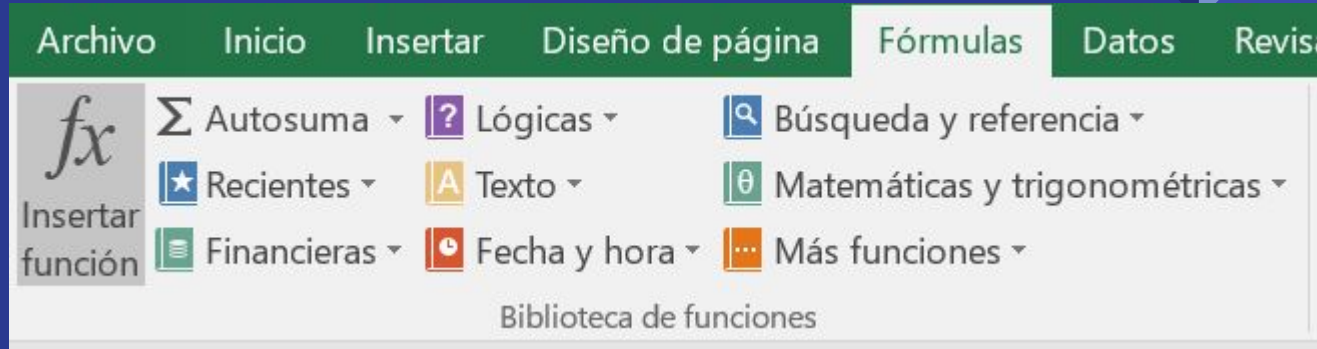 Archivo Inicio Insertar Diseño de página Fórmulas Datos Revisa
fx Insertar función
Σ Autosuma
Recientes
Financieras
? Lógicas
A Texto
Fecha y hora
Búsqueda y referencia
θ Matemáticas y trigonométricas
Más funciones
Biblioteca de funciones